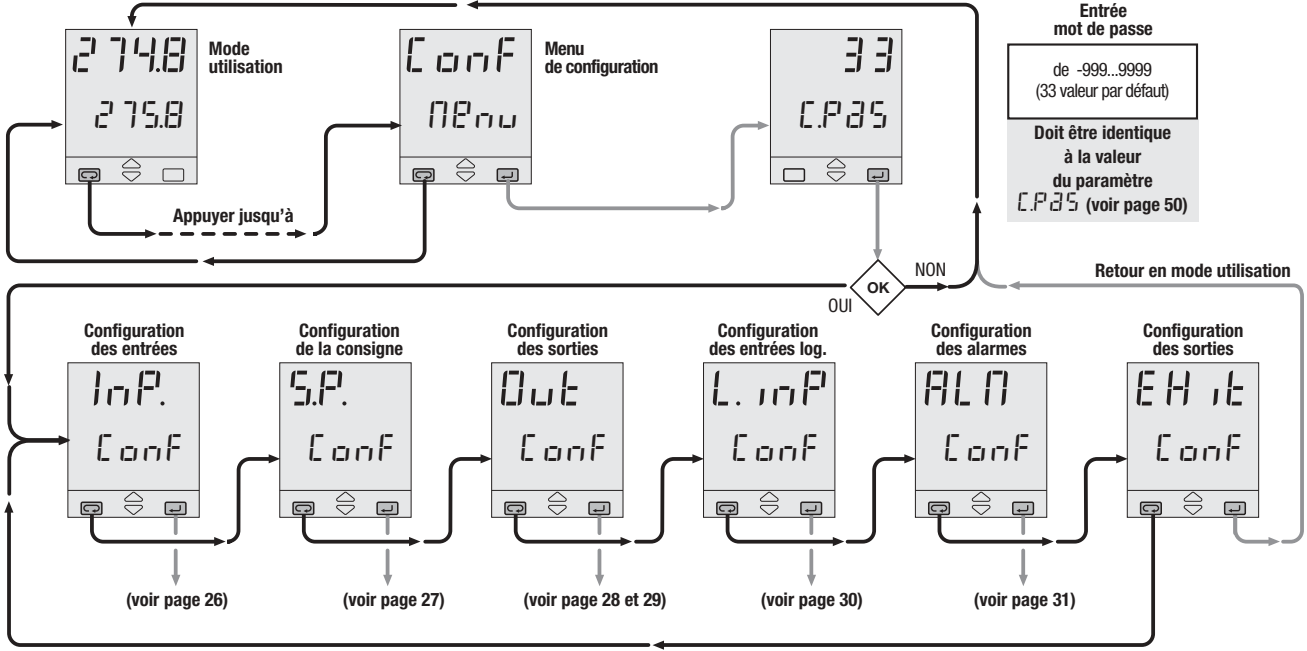 274.8
275.8
Mode
utilisation
Conf
Menu
Menu
de configuration
33
C.PaS
Entrée
mot de passe
de -999...9999
(33 valeur par défaut)
Doit être identique
à la valeur
du paramètre
C.PaS (voir page 50)
Appuyer jusqu'à
OK
NON
OUI
Retour en mode utilisation
Configuration
des entrées
InP.
Conf
(voir page 26)
Configuration
de la consigne
S.P.
Conf
(voir page 27)
Configuration
des sorties
Out
Conf
(voir page 28 et 29)
Configuration
des entrées log.
L. inP
Conf
(voir page 30)
Configuration
des alarmes
ALM
Conf
(voir page 31)
Configuration
des sorties
EHit
Conf